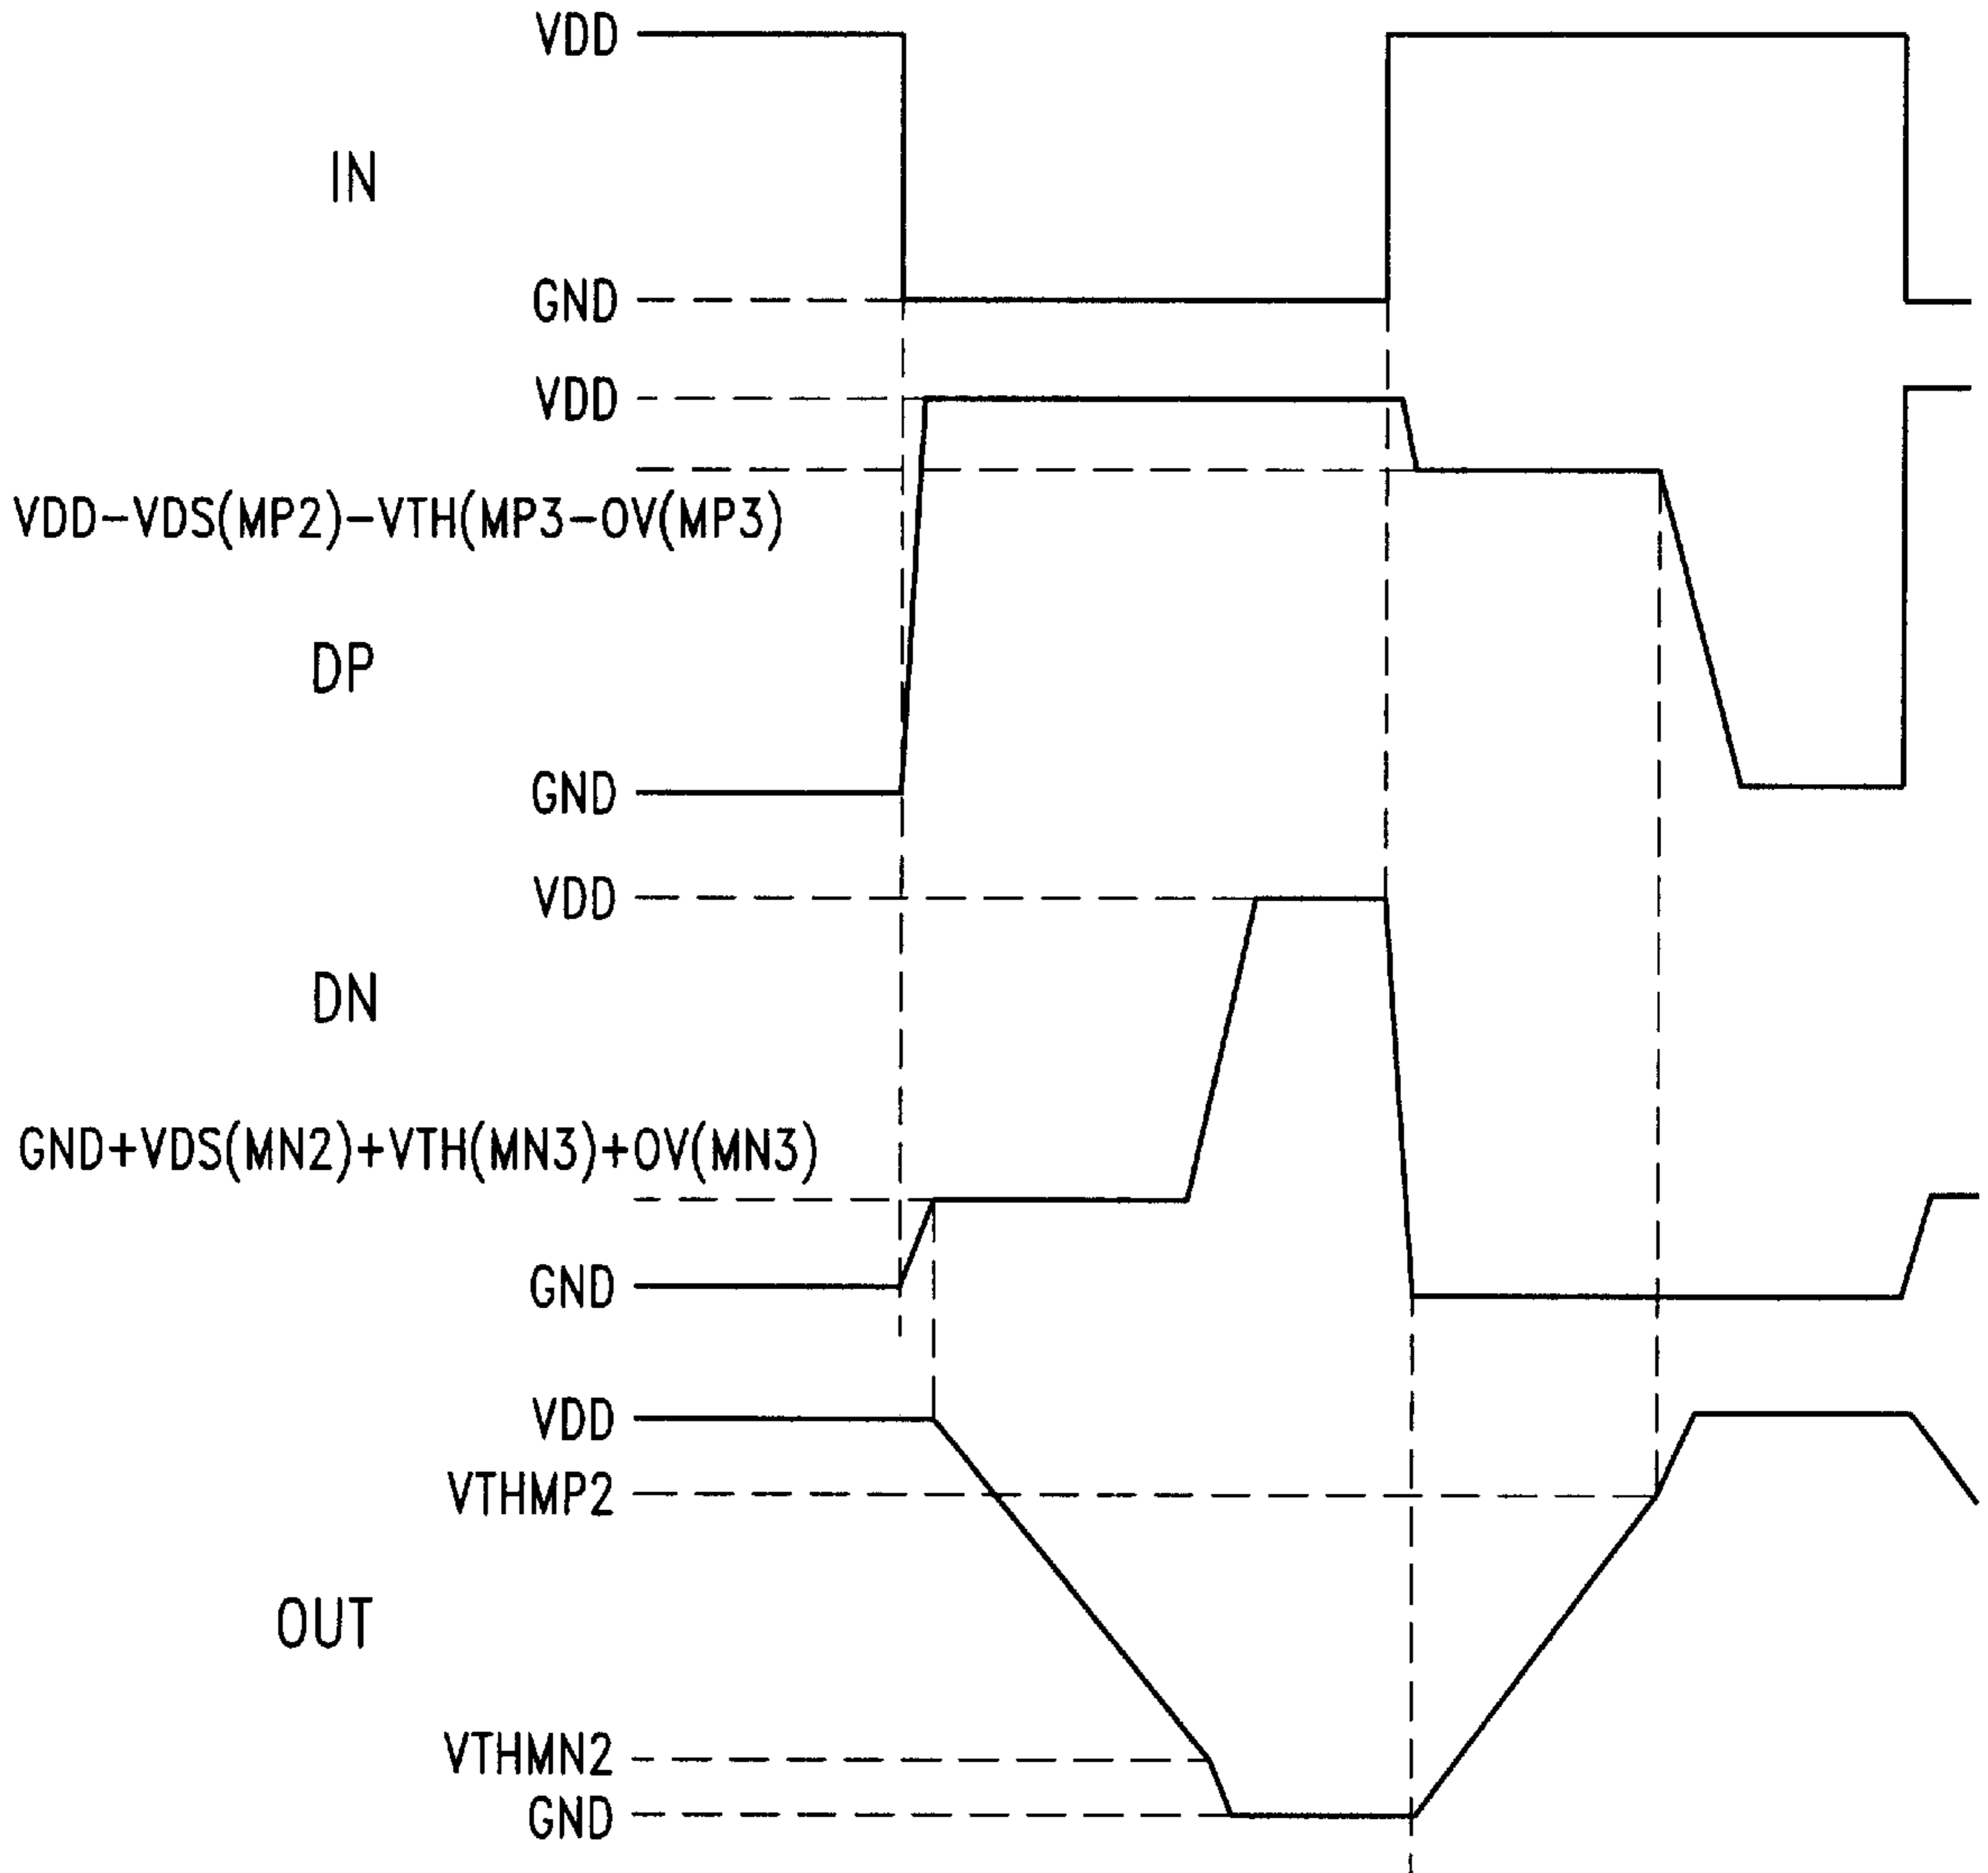 VDD
IN
GND
VDD
VDD-VDS(MP2)-VTH(MP3-OV(MP3)
DP
GND
VDD
DN
GND+VDS(MN2)+VTH(MN3)+OV(MN3)
GND
VDD
VTHMP2
OUT
VTHMN2
GND